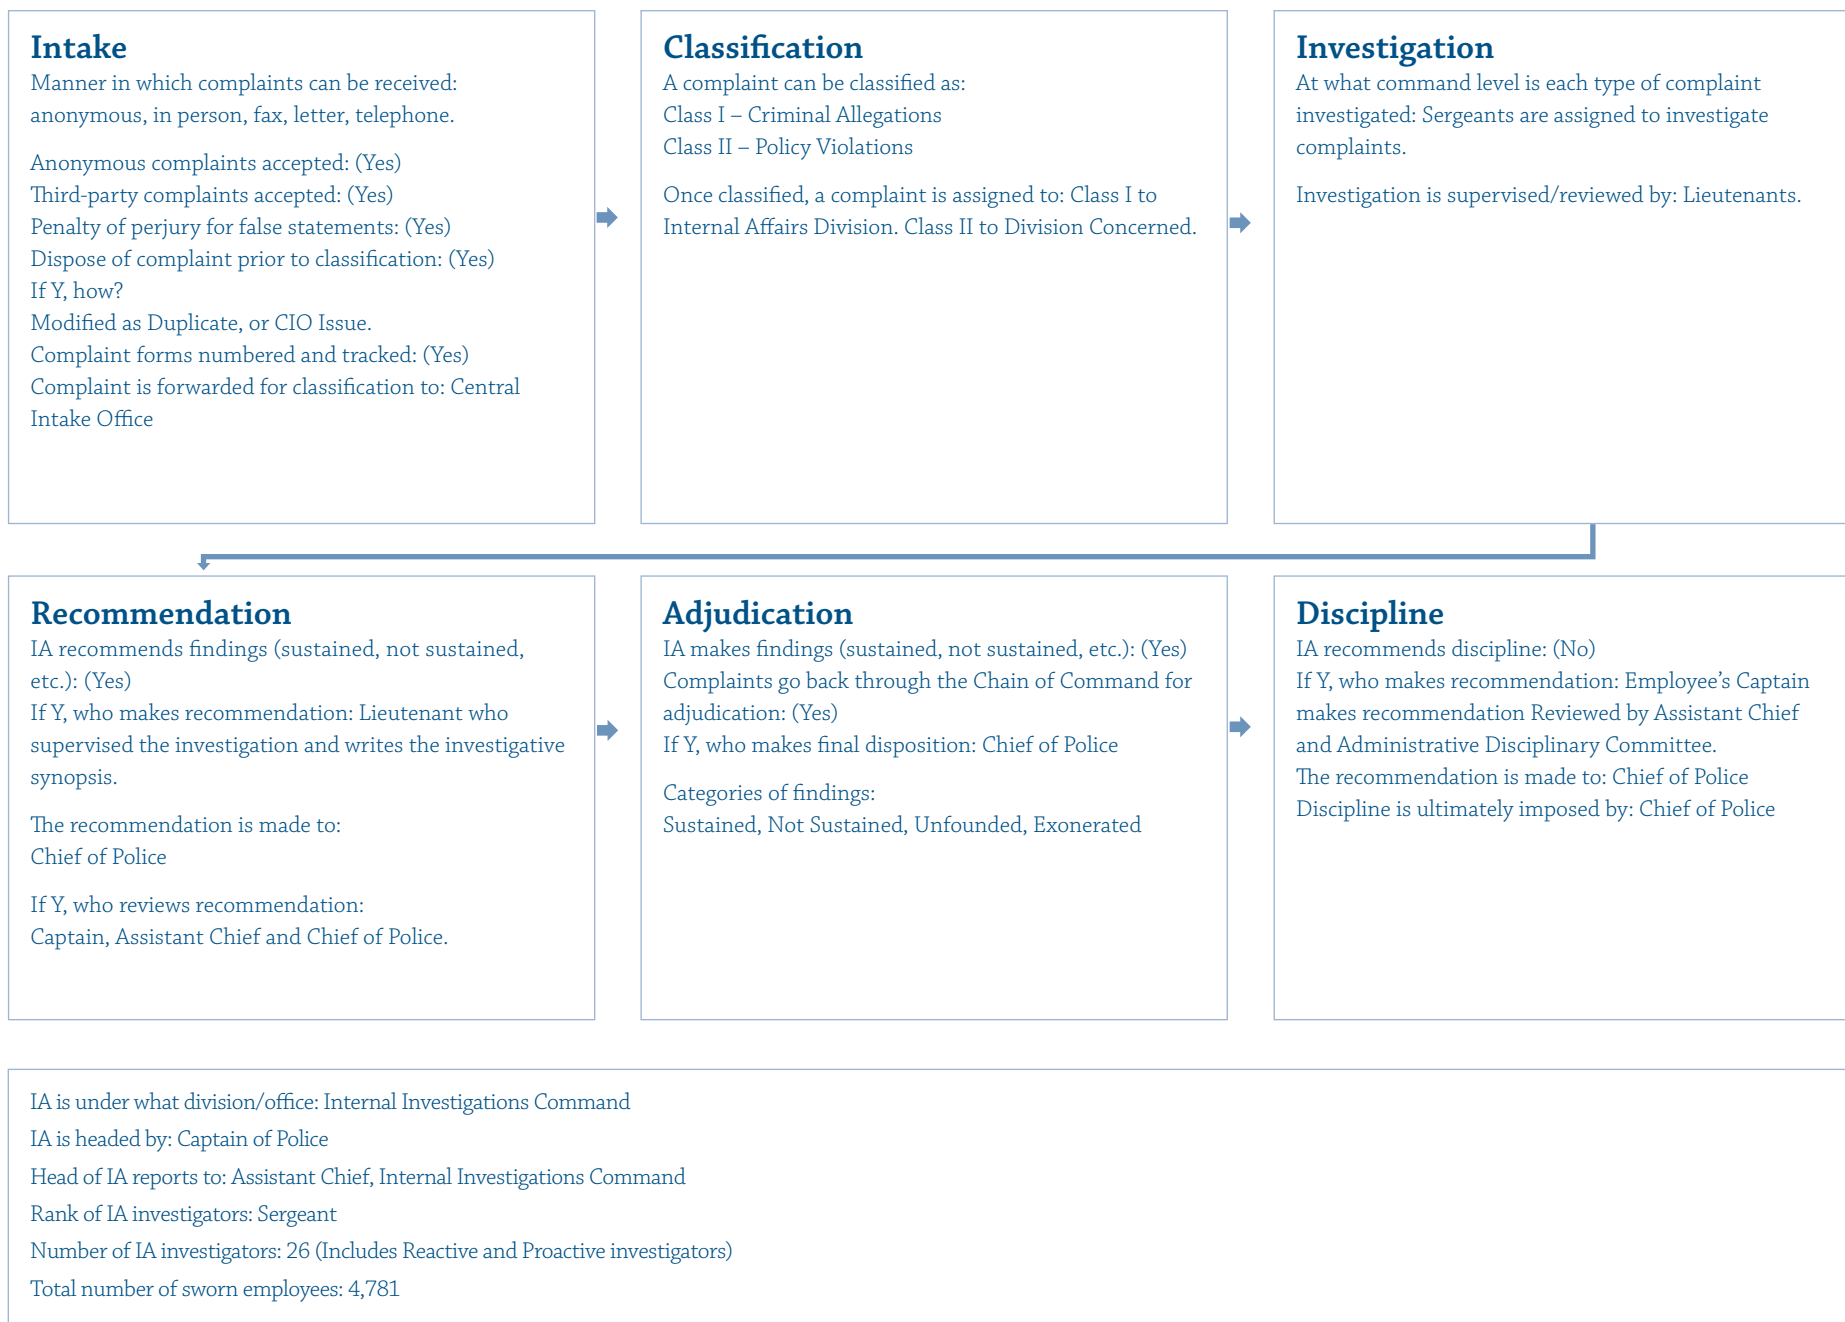 Intake
Manner in which complaints can be received:
anonymous, in person, fax, letter, telephone.
Anonymous complaints accepted: (Yes)
Third-party complaints accepted: (Yes)
Penalty of perjury for false statements: (Yes)
Dispose of complaint prior to classification: (Yes)
If Y, how?
Modified as Duplicate, or CIO Issue.
Complaint forms numbered and tracked: (Yes)
Complaint is forwarded for classification to: Central
Intake Office
Classification
A complaint can be classified as:
Class I – Criminal Allegations
Class II – Policy Violations
Once classified, a complaint is assigned to: Class I to
Internal Affairs Division. Class II to Division Concerned.
Investigation
At what command level is each type of complaint
investigated: Sergeants are assigned to investigate
complaints.
Investigation is supervised/reviewed by: Lieutenants.
Recommendation
IA recommends findings (sustained, not sustained,
etc.): (Yes)
If Y, who makes recommendation: Lieutenant who
supervised the investigation and writes the investigative
synopsis.
The recommendation is made to:
Chief of Police
If Y, who reviews recommendation:
Captain, Assistant Chief and Chief of Police.
Adjudication
IA makes findings (sustained, not sustained, etc.): (Yes)
Complaints go back through the Chain of Command for
adjudication: (Yes)
If Y, who makes final disposition: Chief of Police
Categories of findings:
Sustained, Not Sustained, Unfounded, Exonerated
Discipline
IA recommends discipline: (No)
If Y, who makes recommendation: Employee’s Captain
makes recommendation Reviewed by Assistant Chief
and Administrative Disciplinary Committee.
The recommendation is made to: Chief of Police
Discipline is ultimately imposed by: Chief of Police
IA is under what division/office: Internal Investigations Command
IA is headed by: Captain of Police
Head of IA reports to: Assistant Chief, Internal Investigations Command
Rank of IA investigators: Sergeant
Number of IA investigators: 26 (Includes Reactive and Proactive investigators)
Total number of sworn employees: 4,781